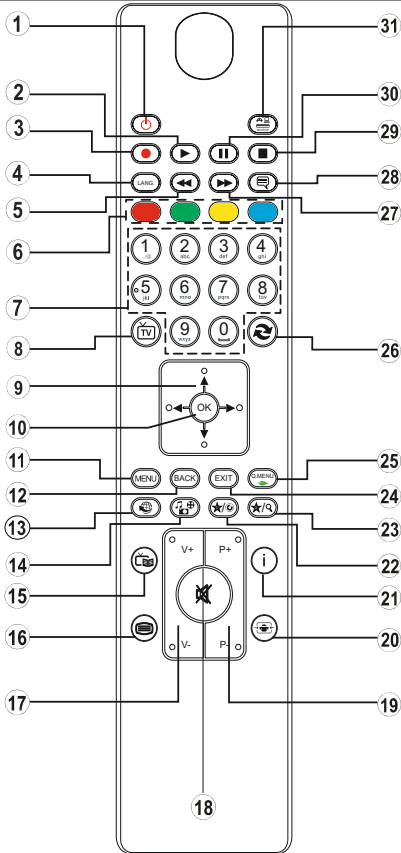 1
31
2
30
3
29
LANG.
4
28
5
27
6
1 .,@
2 abc
3 def
4 ghi
5 jkl
6 mno
7 pqrs
8 tuv
7
TV
9 wxyz
0
8
26
9
OK
10
11
MENU
BACK
EXIT
Q.MENU
25
12
24
13
23
14
22
V+
P+
i
15
21
16
20
V-
P-
17
19
18